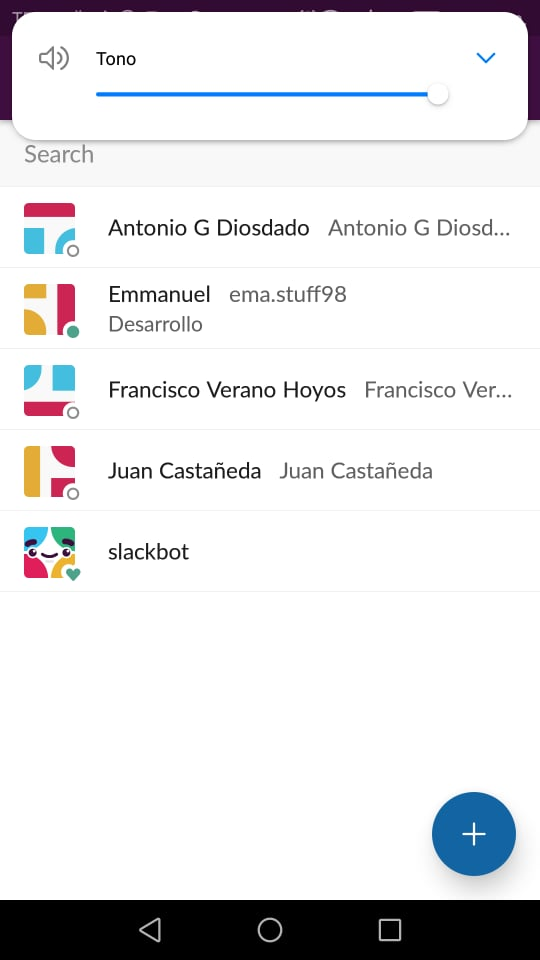 Tono
Search
Antonio G Diosdado Antonio G Diosd...
Emmanuel ema.stuff98
Desarrollo
Francisco Verano Hoyos Francisco Ver...
Juan Castañeda Juan Castañeda
slackbot